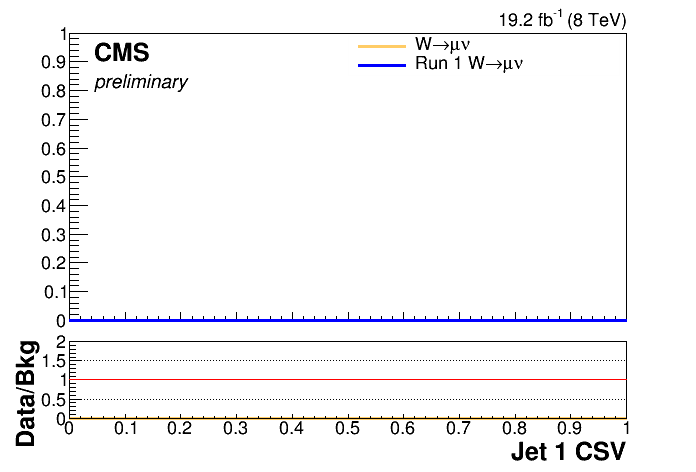 19.2 fb⁻¹ (8 TeV)
CMS
preliminary
W→μν
Run 1 W→μν
1
0.9
0.8
0.7
0.6
0.5
0.4
0.3
0.2
0.1
0
Data/Bkg
2
1.5
1
0.5
0
0 0.1 0.2 0.3 0.4 0.5 0.6 0.7 0.8 0.9 1
Jet 1 CSV